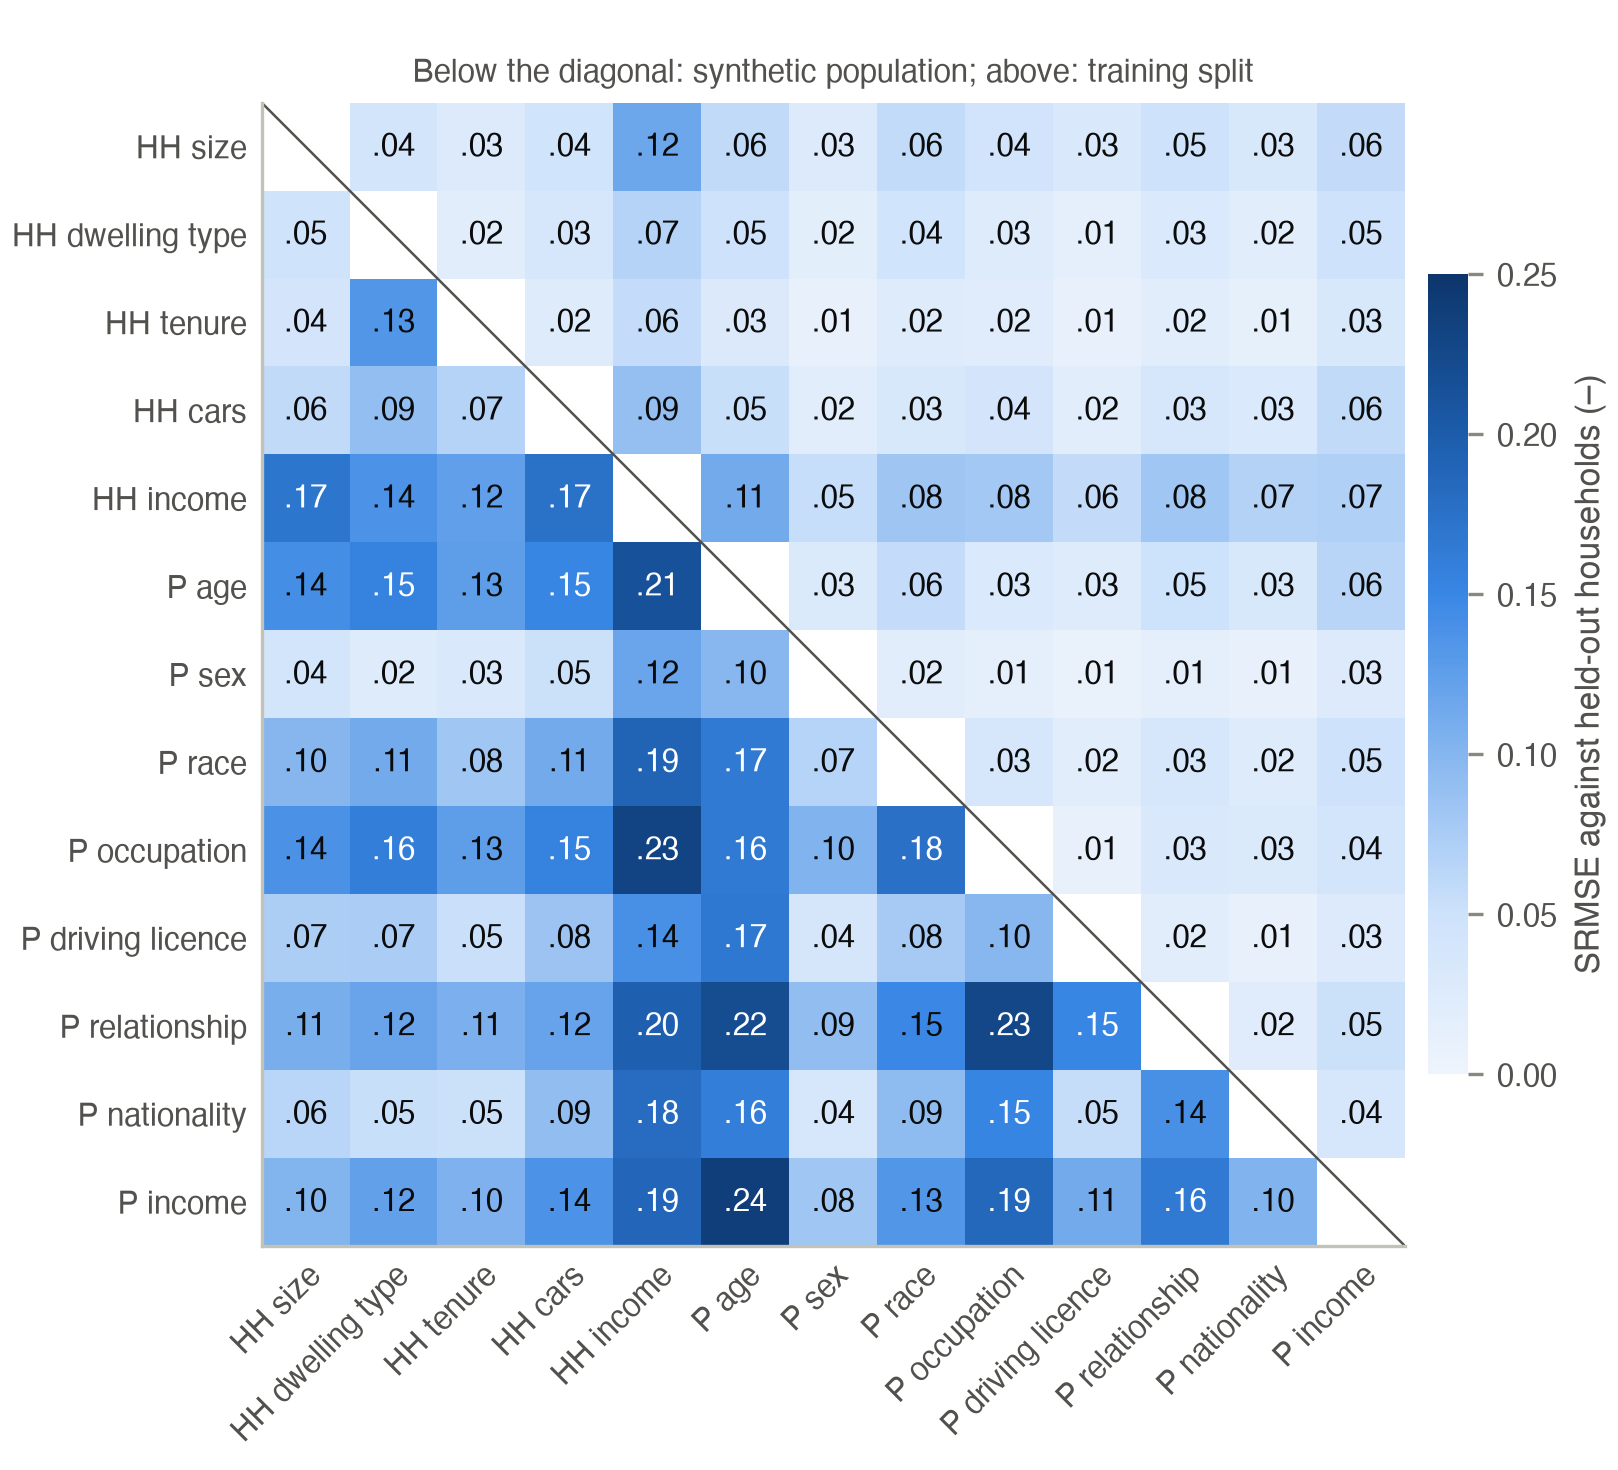 Below the diagonal: synthetic population; above: training split
HH size .04 .03 .04 .12 .06 .03 .06 .04 .03 .05 .03 .06
HH dwelling type .05 .02 .03 .07 .05 .02 .04 .03 .01 .03 .02 .05
HH tenure .04 .13 .02 .06 .03 .01 .02 .02 .01 .02 .01 .03
HH cars .06 .09 .07 .09 .05 .02 .03 .04 .02 .03 .03 .06
HH income .17 .14 .12 .17 .11 .05 .08 .08 .06 .08 .07 .07
P age .14 .15 .13 .15 .21 .03 .06 .03 .03 .05 .03 .06
P sex .04 .02 .03 .05 .12 .10 .02 .01 .01 .01 .01 .03
P race .10 .11 .08 .11 .19 .17 .07 .03 .02 .03 .02 .05
P occupation .14 .16 .13 .15 .23 .16 .10 .18 .01 .03 .03 .04
P driving licence .07 .07 .05 .08 .14 .17 .04 .08 .10 .02 .01 .03
P relationship .11 .12 .11 .12 .20 .22 .09 .15 .23 .15 .02 .05
P nationality .06 .05 .05 .09 .18 .16 .04 .09 .15 .05 .14 .04
P income .10 .12 .10 .14 .19 .24 .08 .13 .19 .11 .16 .10
HH size
HH dwelling type
HH tenure
HH cars
HH income
P age
P sex
P race
P occupation
P driving licence
P relationship
P nationality
P income
0.25
0.20
0.15
0.10
0.05
0.00
SRMSE against held-out households (–)